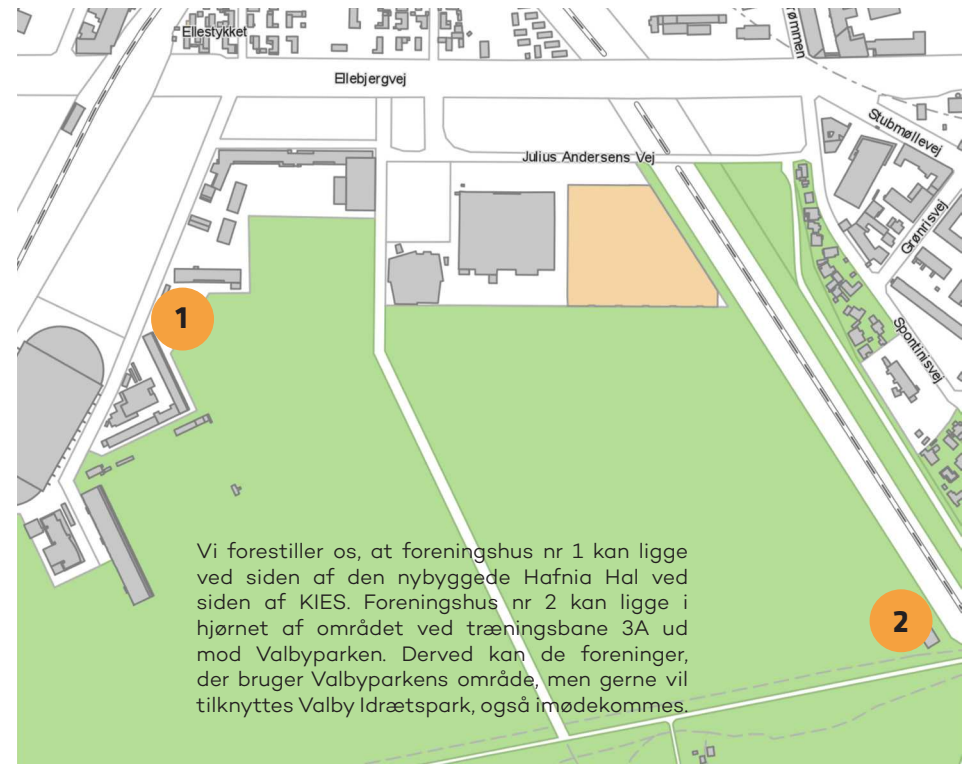 Ellestykket
Ellebjergvej
Stubmøllevej
Julius Andersens Vej
Grønrisvej
1
Spontinisvej
Vi forestiller os, at foreningshus nr 1 kan ligge
ved siden af den nybyggede Hafnia Hal ved
siden af KIES. Foreningshus nr 2 kan ligge i
hjørnet af området ved træningsbane 3A ud
mod Valbyparken. Derved kan de foreninger,
der bruger Valbyparkens område, men gerne vil
tilknyttes Valby Idrætspark, også imødekommes.
2